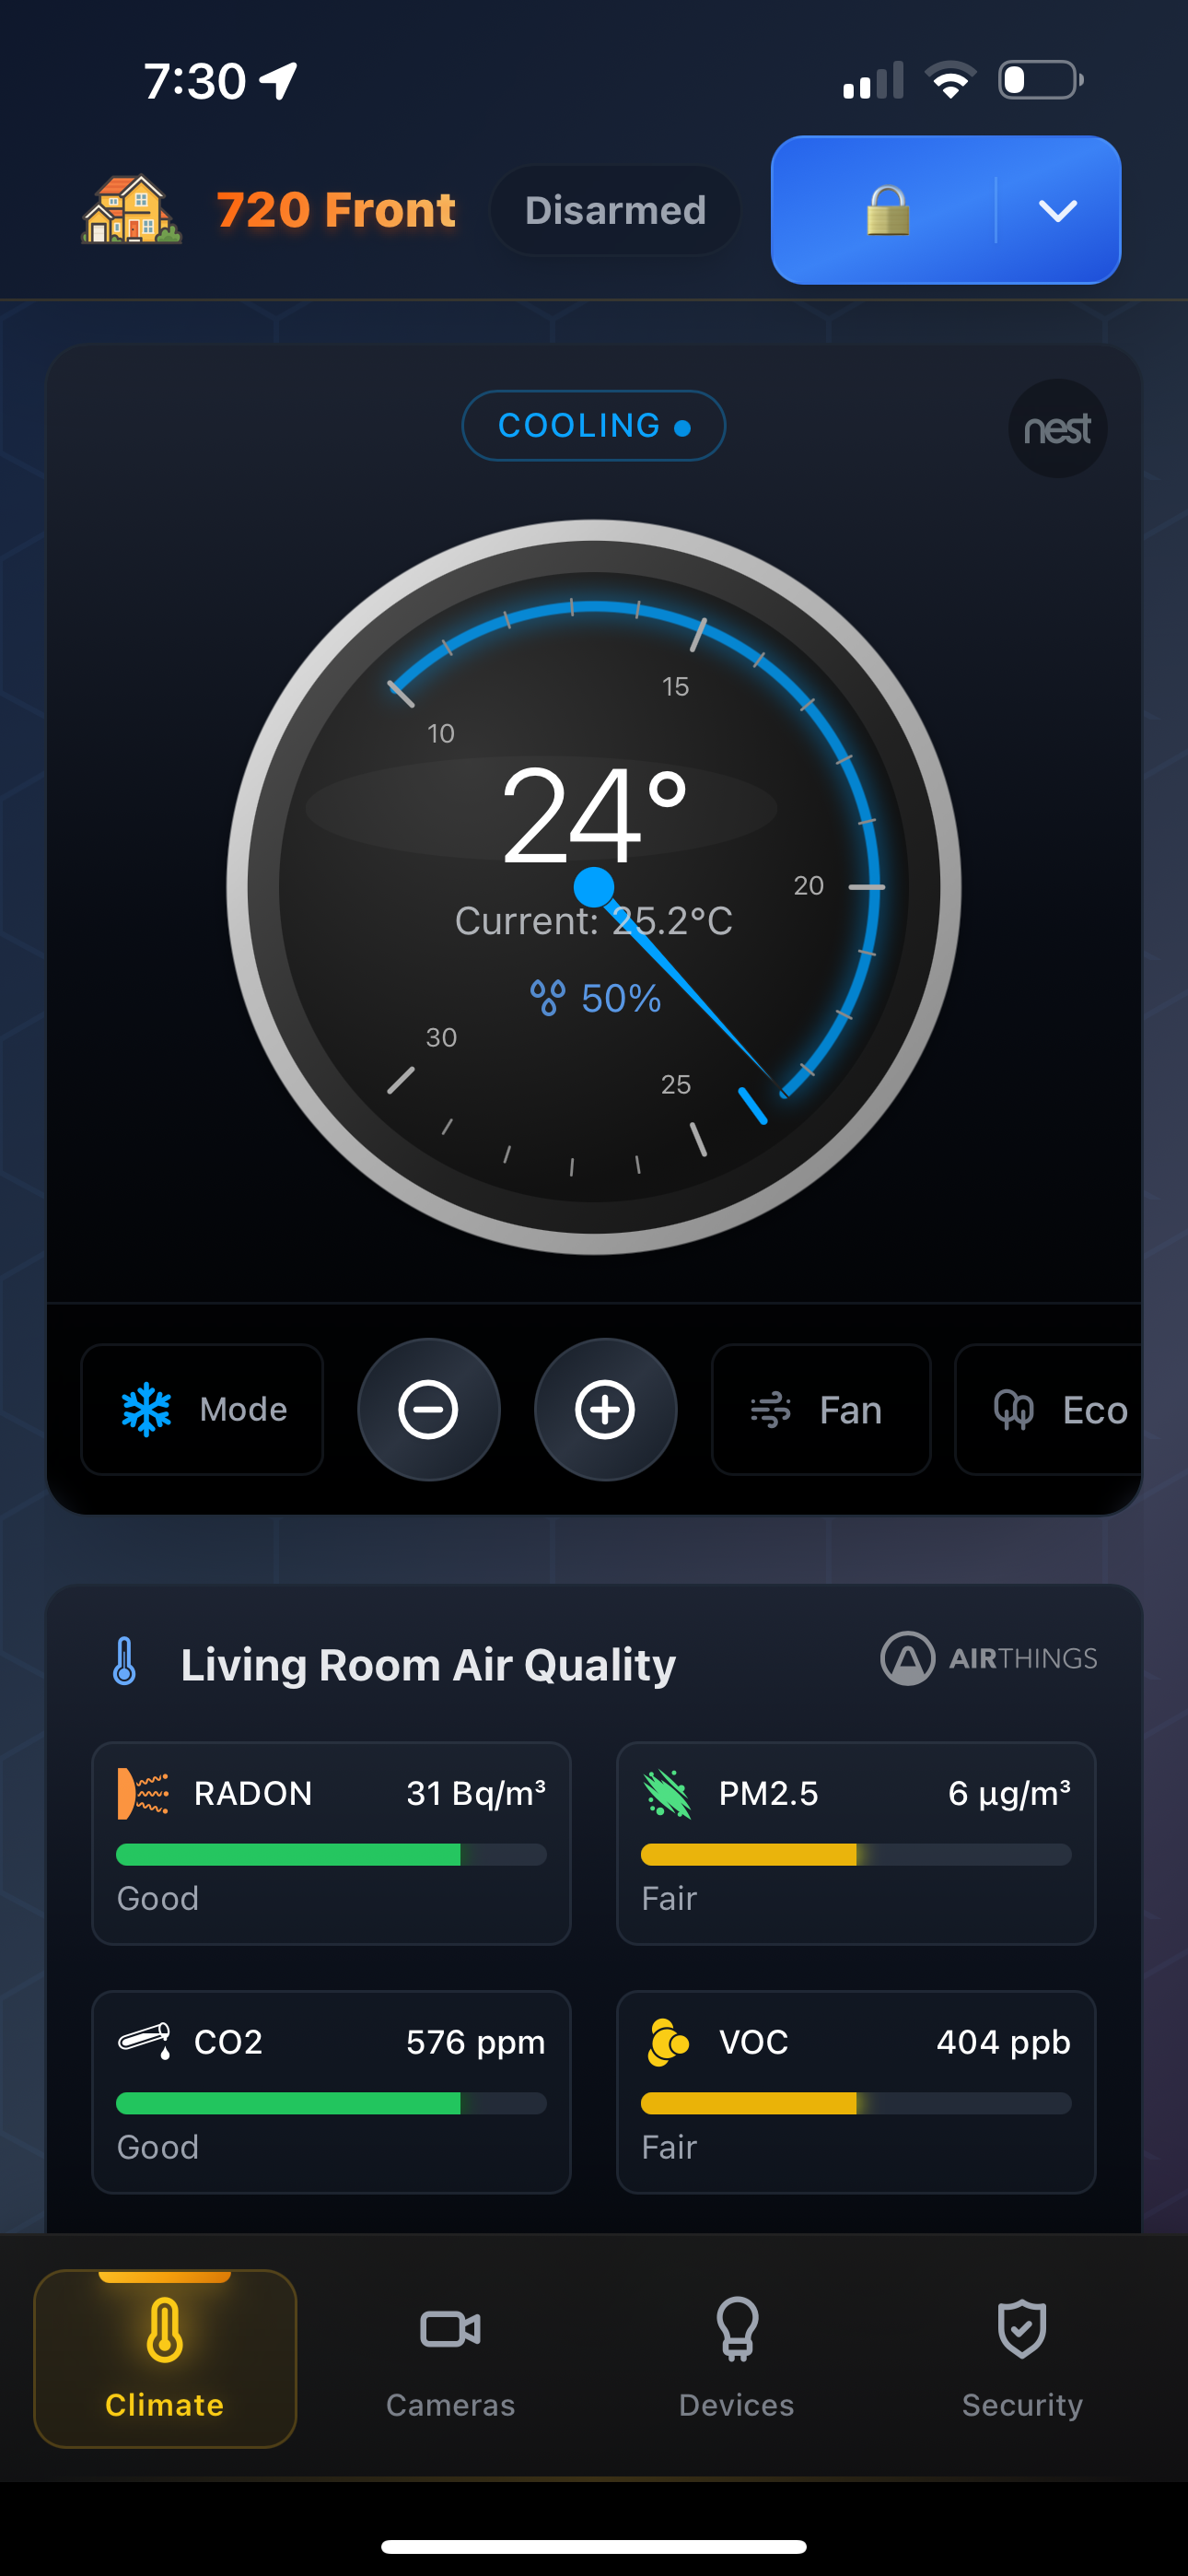 7:30
720 Front Disarmed
COOLING
nest
15
10
24°
20
Current: 25.2°C
50%
30
25
Mode Fan Eco
Living Room Air Quality AIRTHINGS
RADON 31 Bq/m³ PM2.5 6 µg/m³
Good Fair
CO2 576 ppm VOC 404 ppb
Good Fair
Climate Cameras Devices Security